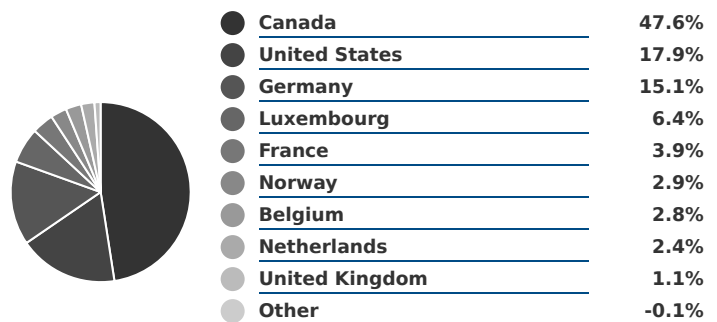 Canada 47.6%
United States 17.9%
Germany 15.1%
Luxembourg 6.4%
France 3.9%
Norway 2.9%
Belgium 2.8%
Netherlands 2.4%
United Kingdom 1.1%
Other -0.1%